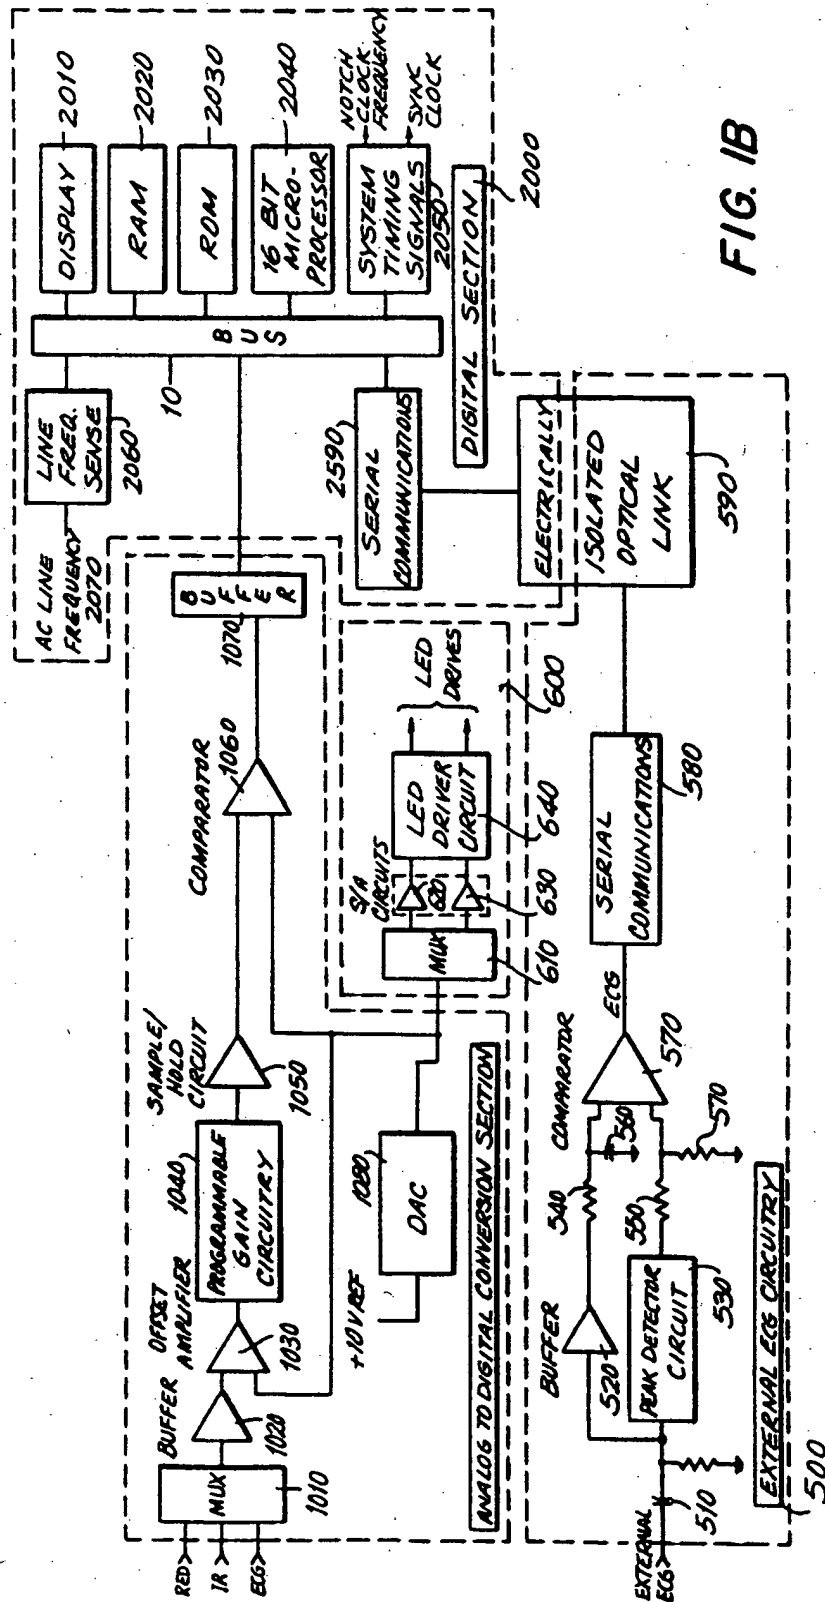 RED
IR
ECG
MUX
1010
BUFFER
1020
OFFSET
AMPLIFIER
1030
PROGRAMMABLE
GAIN
CIRCUITRY
1040
SAMPLE/
HOLD
CIRCUIT
1050
COMPARATOR
1060
BUFFER
1070
+10VREF
DAC
1080
ANALOG TO DIGITAL CONVERSION SECTION
MUX
610
S/H
CIRCUITS
620
630
LED
DRIVER
CIRCUIT
640
LED
DRIVES
600
AC LINE
FREQUENCY
2070
LINE
FREQ.
SENSE
2060
BUS
10
DISPLAY
2010
RAM
2020
ROM
2030
16 BIT
MICRO-
PROCESSOR
2040
SYSTEM
TIMING
SIGNALS
2050
NOTCH
CLOCK
FREQUENCY
SYNC
CLOCK
SERIAL
COMMUNICATIONS
2590
DIGITAL SECTION
2000
ELECTRICALLY
ISOLATED
OPTICAL
LINK
590
EXTERNAL
ECG
510
BUFFER
520
PEAK DETECTOR
CIRCUIT
530
540
550
560
570
COMPARATOR
570
ECG
SERIAL
COMMUNICATIONS
580
EXTERNAL ECG CIRCUITRY
500
FIG. 1B